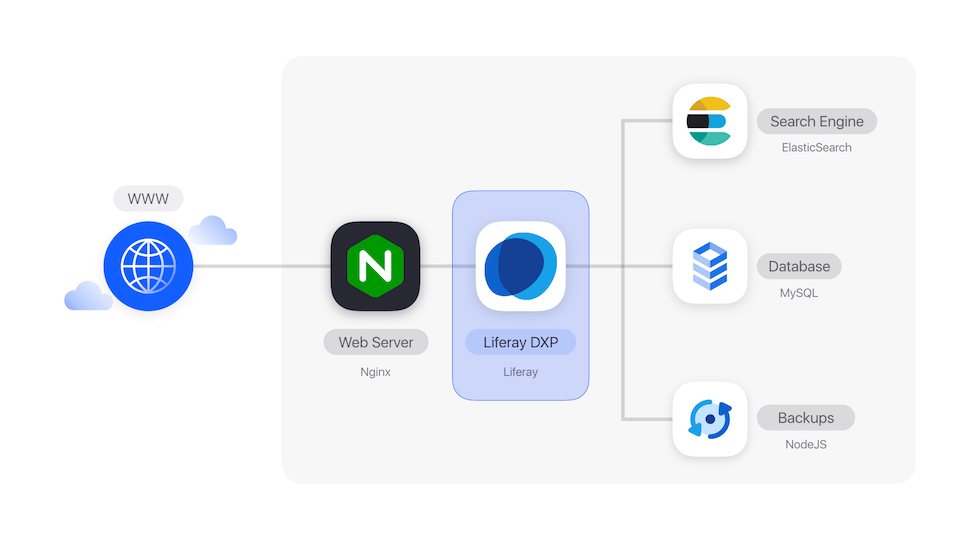 WWW
N
Web Server
Nginx
Liferay DXP
Liferay
Search Engine
ElasticSearch
Database
MySQL
Backups
NodeJS